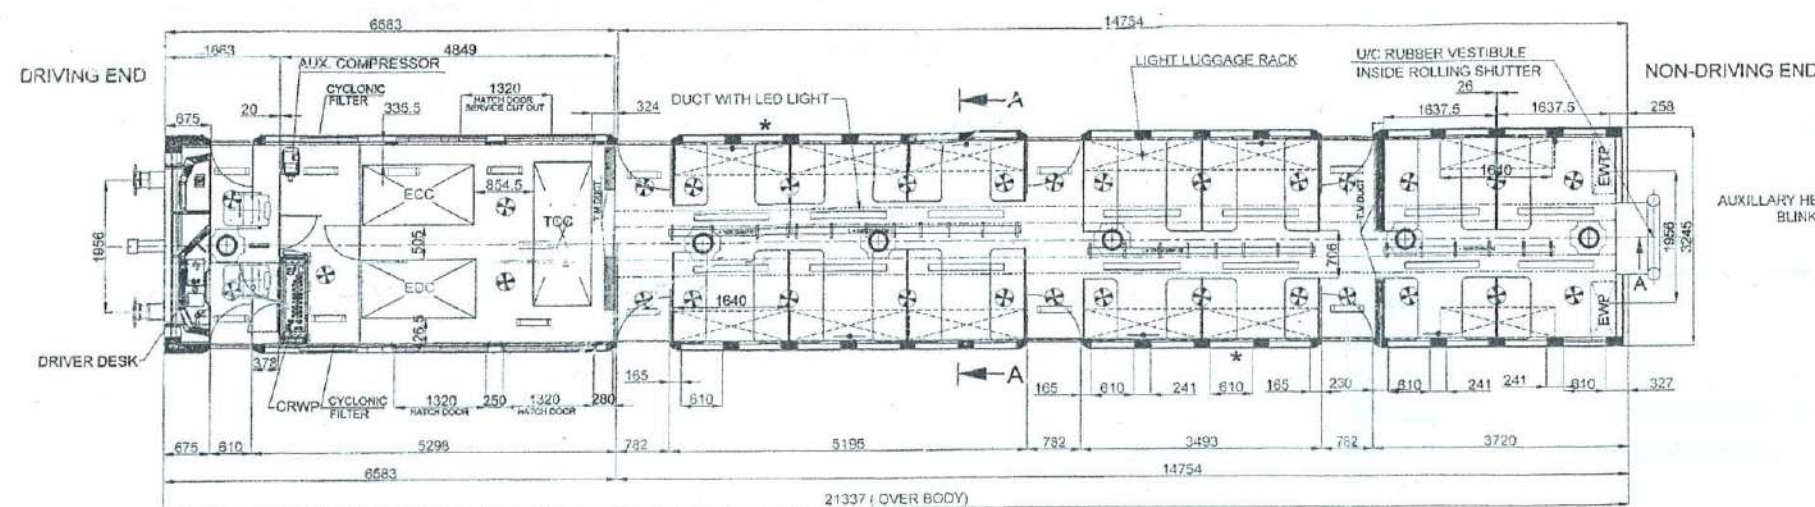 6583
14754
1663
4849
DRIVING END
AUX. COMPRESSOR
LIGHT LUGGAGE RACK
U/C RUBBER VESTIBULE
INSIDE ROLLING SHUTTER
NON-DRIVING END
CYCLONIC
FILTER
1320
HATCH DOOR
SERVICE CUT OUT
DUCT WITH LED LIGHT
A
26
20
335.5
324
1637.5
1637.5
258
675
*
ECC
854.5
TCC
T.M DUCT
T.M DUCT
1640
EWTP
AUXILLARY HE
BLINK
1956
505
706
1956
3245
EDC
1640
EWP
A
426.5
DRIVER DESK
378
*
CRWP
CYCLONIC
FILTER
1320
HATCH DOOR
250
1320
HATCH DOOR
280
165
610
A
165
610
241
610
165
230
610
241
241
610
327
675
610
5298
782
5195
782
3493
782
3720
6583
14754
21337 ( OVER BODY)